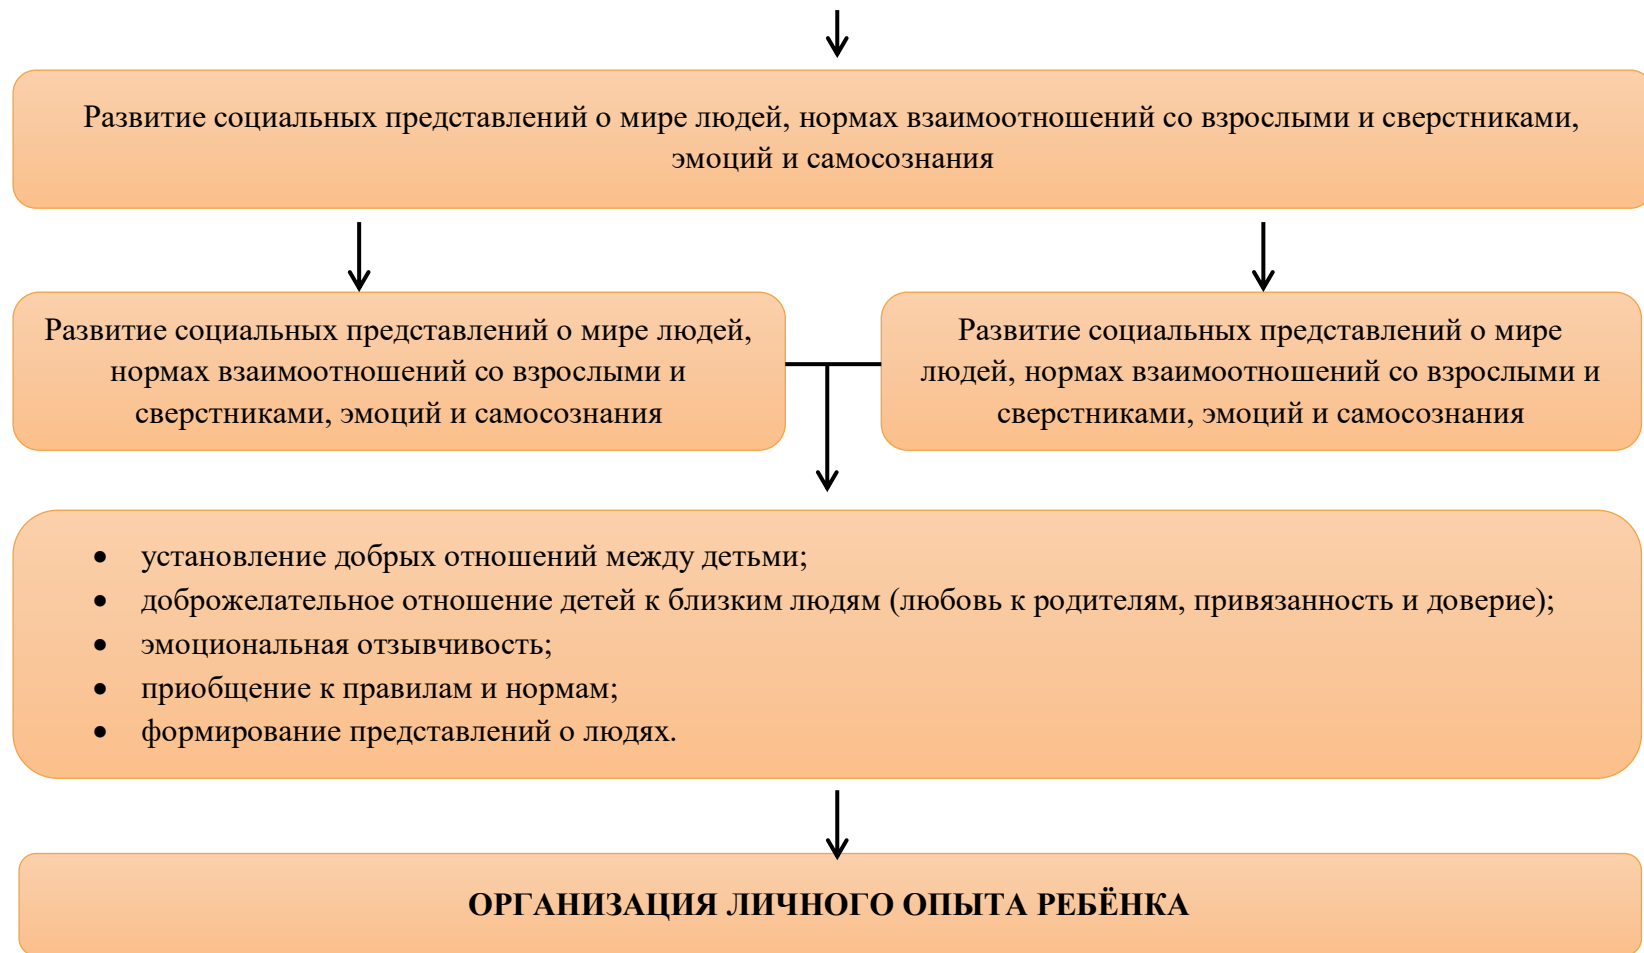 Развитие социальных представлений о мире людей, нормах взаимоотношений со взрослыми и сверстниками,
эмоций и самосознания
Развитие социальных представлений о мире людей,
нормах взаимоотношений со взрослыми и
сверстниками, эмоций и самосознания
Развитие социальных представлений о мире
людей, нормах взаимоотношений со взрослыми и
сверстниками, эмоций и самосознания
• установление добрых отношений между детьми;
• доброжелательное отношение детей к близким людям (любовь к родителям, привязанность и доверие);
• эмоциональная отзывчивость;
• приобщение к правилам и нормам;
• формирование представлений о людях.
ОРГАНИЗАЦИЯ ЛИЧНОГО ОПЫТА РЕБЁНКА